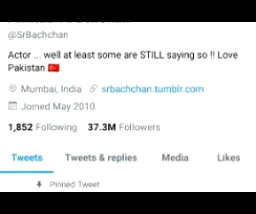 @SrBachchan
Actor ... well at least some are STILL saying so !! Love
Pakistan 🇹🇷
Mumbai, India srbachchan.tumblr.com
Joined May 2010
1,852 Following 37.3M Followers
Tweets Tweets & replies Media Likes
Pinned Tweet